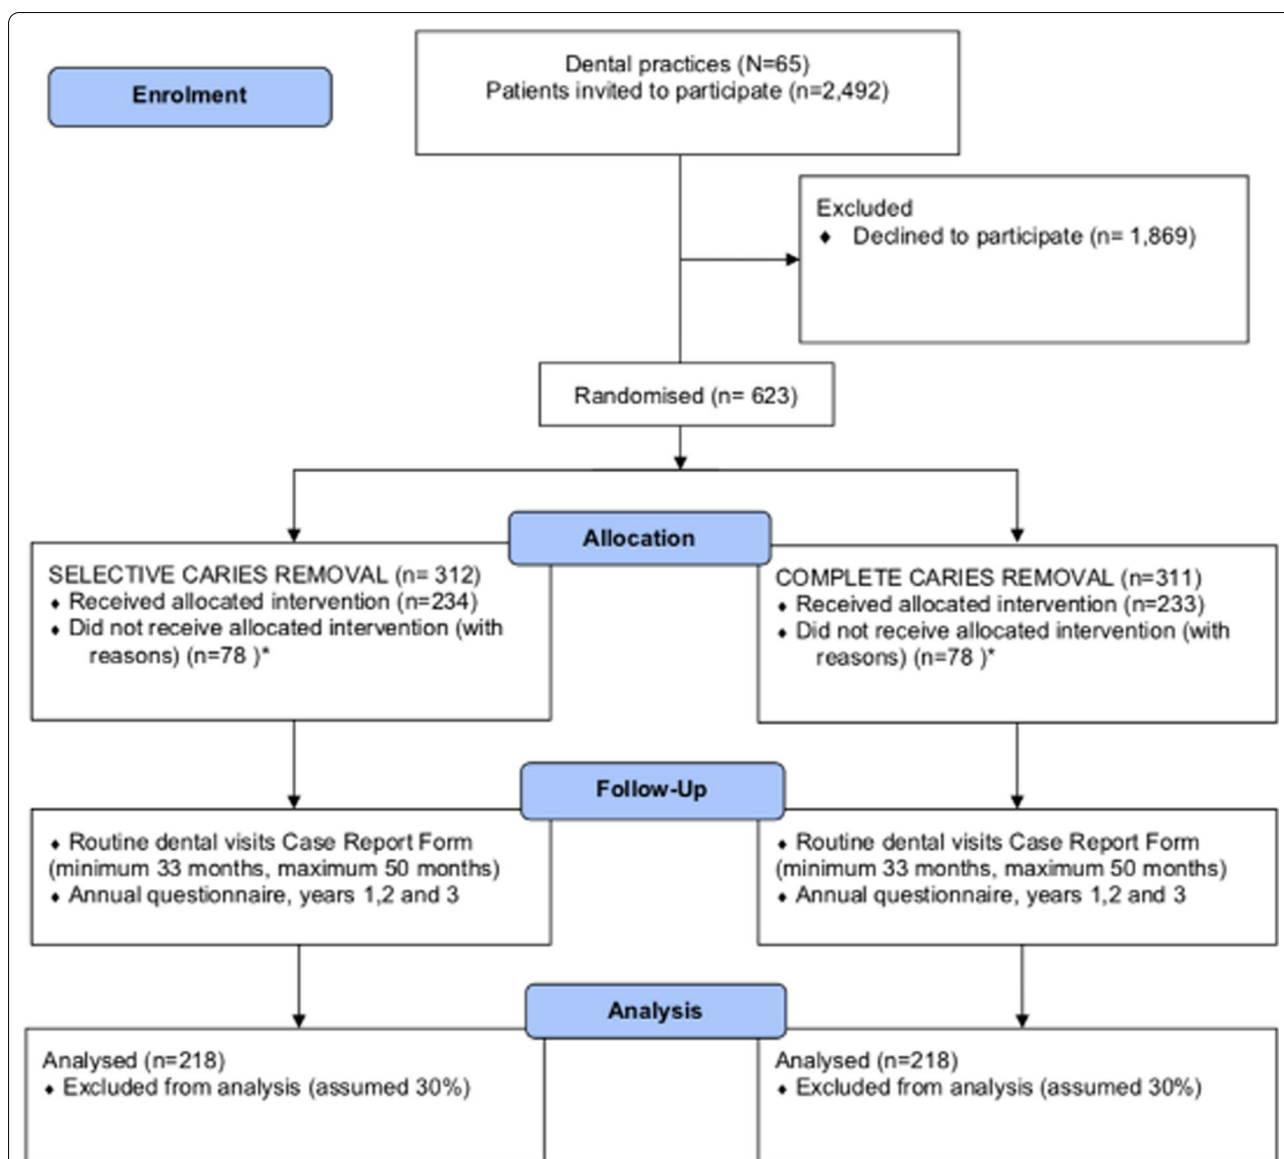 Enrolment
Dental practices (N=65)
Patients invited to participate (n=2,492)
Excluded
♦ Declined to participate (n= 1,869)
Randomised (n= 623)
Allocation
SELECTIVE CARIES REMOVAL (n= 312)
♦ Received allocated intervention (n=234)
♦ Did not receive allocated intervention (with
reasons) (n=78 )*
COMPLETE CARIES REMOVAL (n=311)
♦ Received allocated intervention (n=233)
♦ Did not receive allocated intervention (with
reasons) (n=78 )*
Follow-Up
♦ Routine dental visits Case Report Form
(minimum 33 months, maximum 50 months)
♦ Annual questionnaire, years 1,2 and 3
♦ Routine dental visits Case Report Form
(minimum 33 months, maximum 50 months)
♦ Annual questionnaire, years 1,2 and 3
Analysis
Analysed (n=218)
♦ Excluded from analysis (assumed 30%)
Analysed (n=218)
♦ Excluded from analysis (assumed 30%)